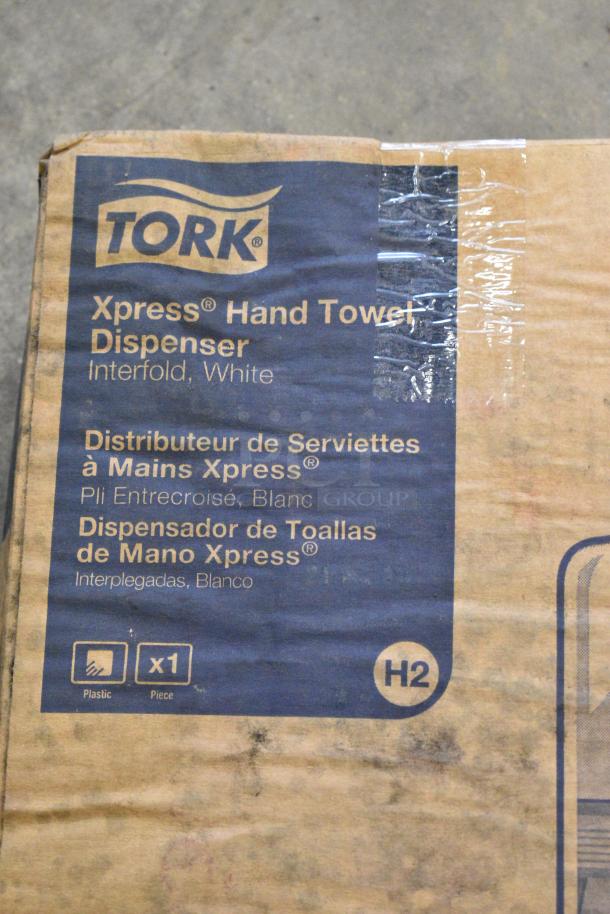 TORK®
Xpress® Hand Towel
Dispenser
Interfold, White
Distributeur de Serviettes
à Mains Xpress®
Pli Entrecroisé, Blanc
GROUP
Dispensador de Toallas
de Mano Xpress®
Interplegadas, Blanco
x1
Plastic
Piece
H2